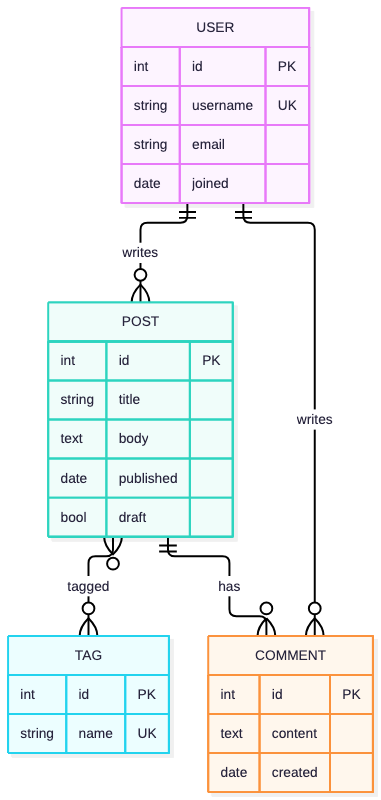 USER
int id PK
string username UK
string email
date joined
writes
POST
int id PK
string title
text body
date published
bool draft
writes
tagged
has
TAG
int id PK
string name UK
COMMENT
int id PK
text content
date created